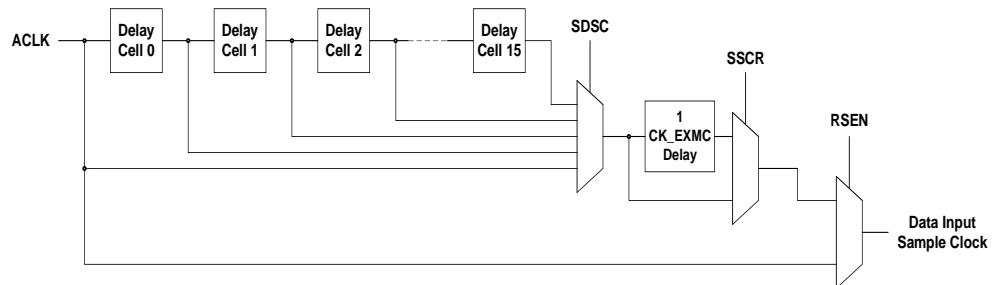 ACLK
Delay
Cell 0
Delay
Cell 1
Delay
Cell 2
Delay
Cell 15
SDSC
SSCR
RSEN
1
CK_EXMC
Delay
Data Input
Sample Clock